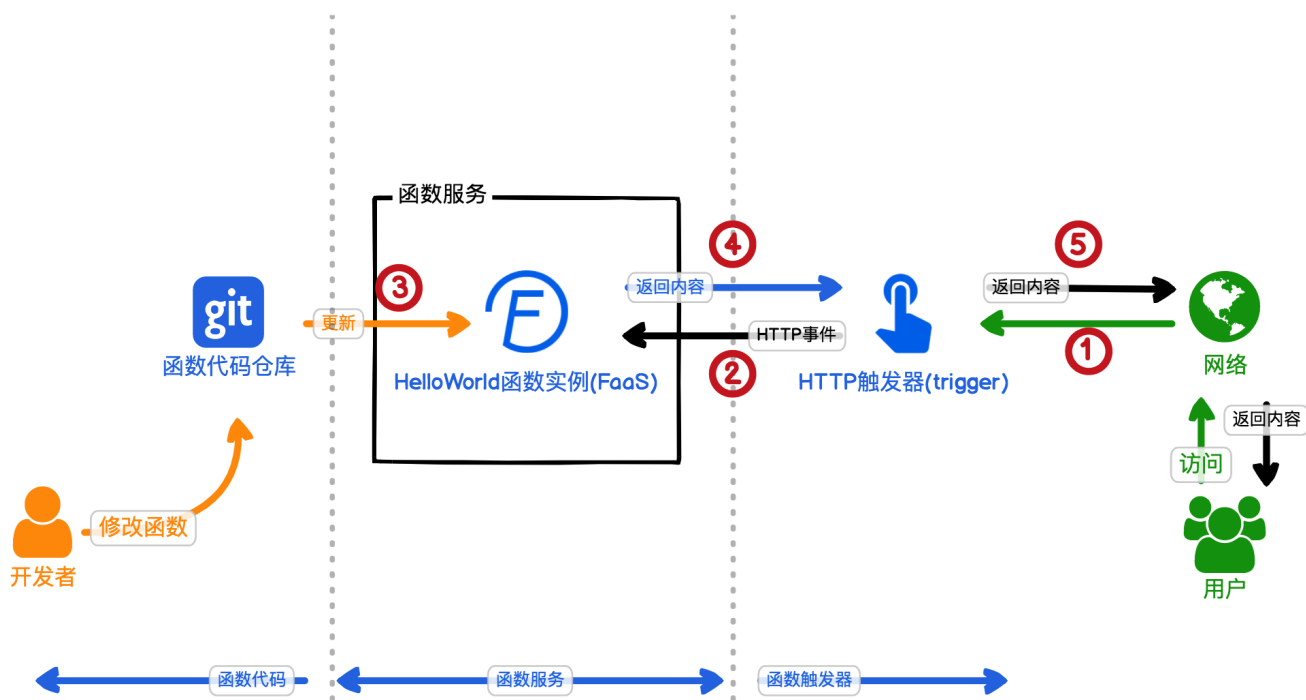 函数服务
④
⑤
③
返回内容
返回内容
git
更新
HTTP事件
①
函数代码仓库
HelloWorld函数实例(FaaS)
②
HTTP触发器(trigger)
网络
返回内容
访问
修改函数
开发者
用户
函数代码
函数服务
函数触发器